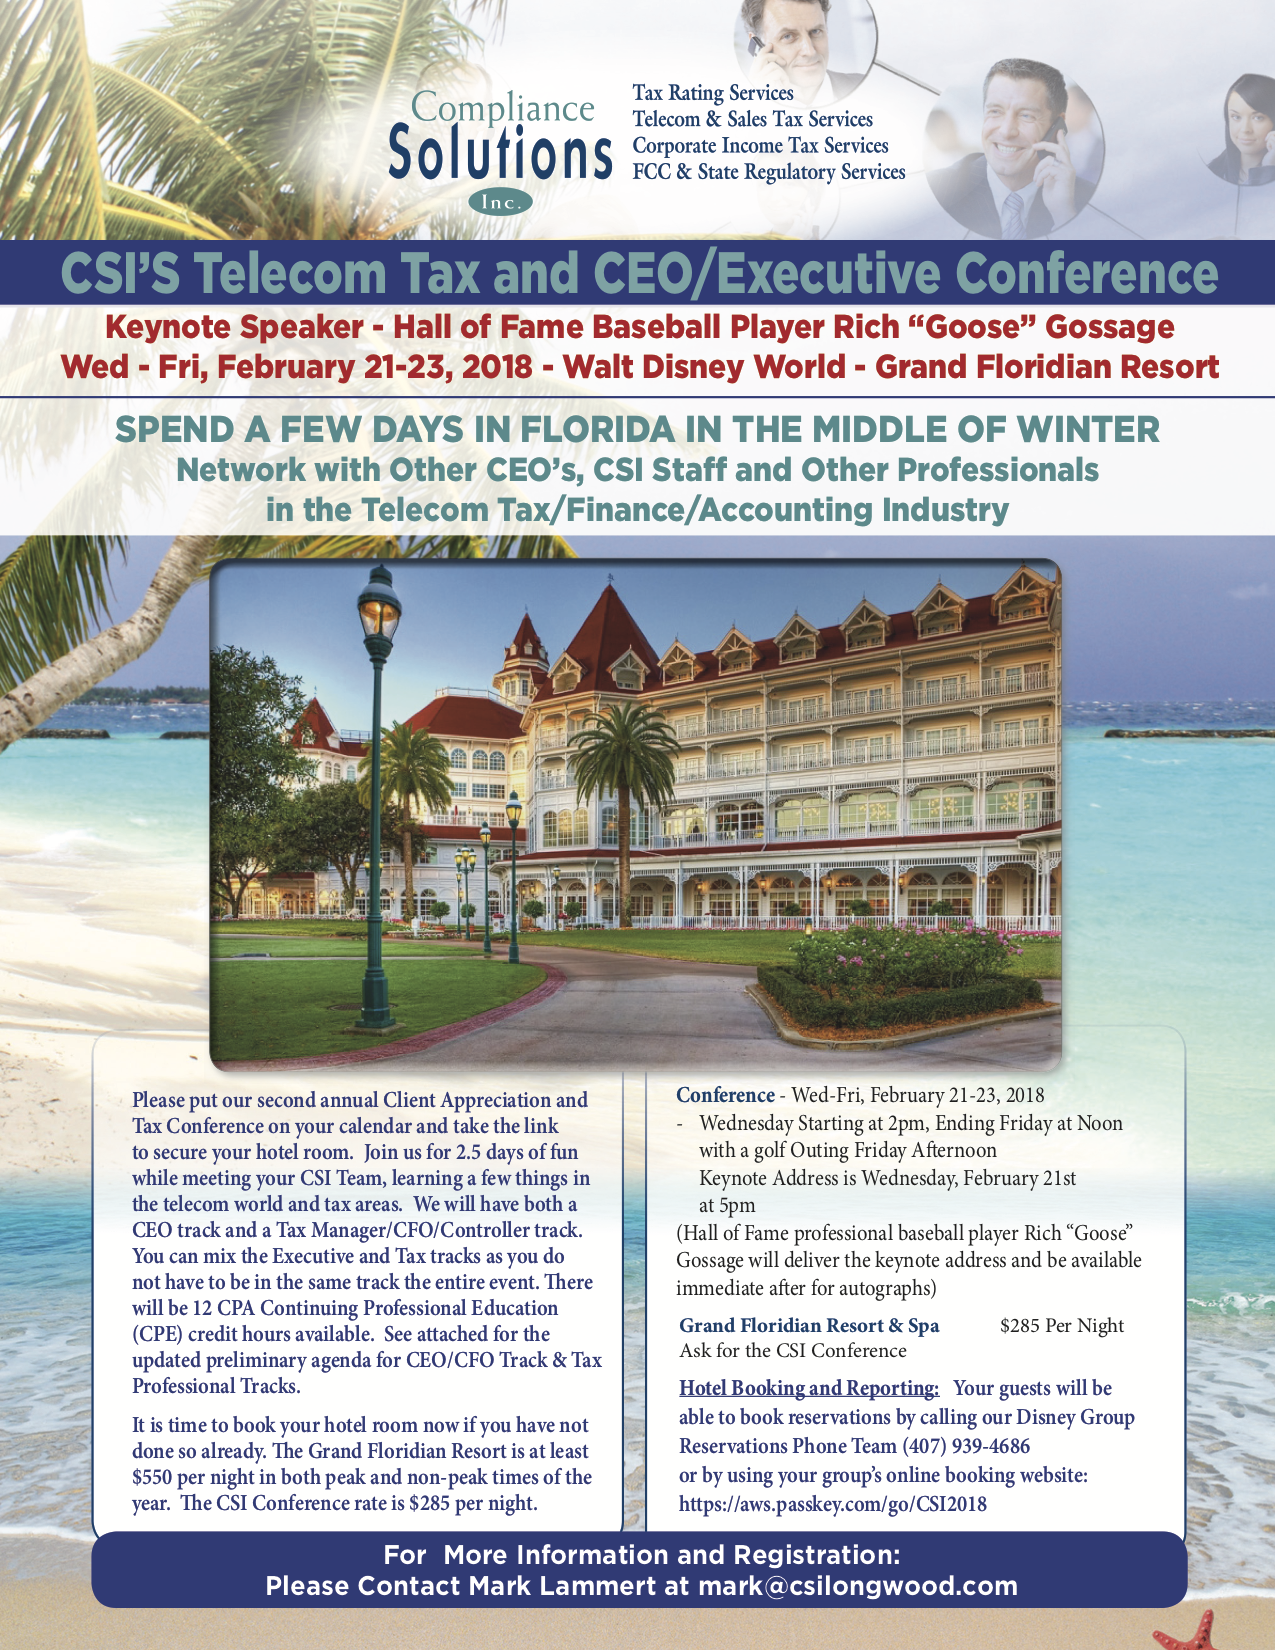 Compliance
Solutions
Inc.
Tax Rating Services
Telecom & Sales Tax Services
Corporate Income Tax Services
FCC & State Regulatory Services
CSI'S Telecom Tax and CEO/Executive Conference
Keynote Speaker - Hall of Fame Baseball Player Rich “Goose” Gossage
Wed - Fri, February 21-23, 2018 - Walt Disney World - Grand Floridian Resort
SPEND A FEW DAYS IN FLORIDA IN THE MIDDLE OF WINTER
Network with Other CEO's, CSI Staff and Other Professionals
in the Telecom Tax/Finance/Accounting Industry
Please put our second annual Client Appreciation and
Tax Conference on your calendar and take the link
to secure your hotel room.  Join us for 2.5 days of fun
while meeting your CSI Team, learning a few things in
the telecom world and tax areas.  We will have both a
CEO track and a Tax Manager/CFO/Controller track.
You can mix the Executive and Tax tracks as you do
not have to be in the same track the entire event. There
will be 12 CPA Continuing Professional Education
(CPE) credit hours available.  See attached for the
updated preliminary agenda for CEO/CFO Track & Tax
Professional Tracks.
It is time to book your hotel room now if you have not
done so already. The Grand Floridian Resort is at least
$550 per night in both peak and non-peak times of the
year.  The CSI Conference rate is $285 per night.
Conference - Wed-Fri, February 21-23, 2018
- Wednesday Starting at 2pm, Ending Friday at Noon
with a golf Outing Friday Afternoon
Keynote Address is Wednesday, February 21st
at 5pm
(Hall of Fame professional baseball player Rich “Goose”
Gossage will deliver the keynote address and be available
immediate after for autographs)
Grand Floridian Resort & Spa $285 Per Night
Ask for the CSI Conference
Hotel Booking and Reporting:  Your guests will be
able to book reservations by calling our Disney Group
Reservations Phone Team (407) 939-4686
or by using your group's online booking website:
https://aws.passkey.com/go/CSI2018
For  More Information and Registration:
Please Contact Mark Lammert at mark@csilongwood.com